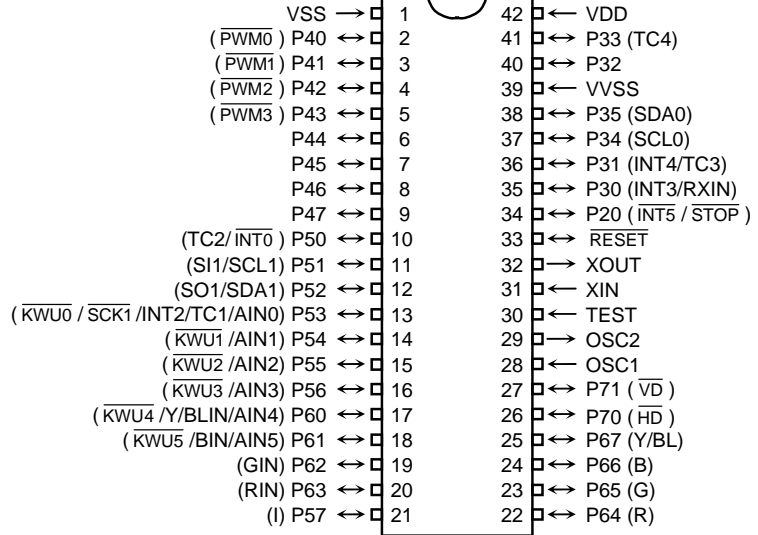 VSS → 1 42 ← VDD
( PWM0 ) P40 ↔ 2 41 ↔ P33 (TC4)
( PWM1 ) P41 ↔ 3 40 ↔ P32
( PWM2 ) P42 ↔ 4 39 ← VVSS
( PWM3 ) P43 ↔ 5 38 ↔ P35 (SDA0)
P44 ↔ 6 37 ↔ P34 (SCL0)
P45 ↔ 7 36 ↔ P31 (INT4/TC3)
P46 ↔ 8 35 ↔ P30 (INT3/RXIN)
P47 ↔ 9 34 ↔ P20 ( INT5 / STOP )
(TC2/ INT0 ) P50 ↔ 10 33 ↔ RESET
(SI1/SCL1) P51 ↔ 11 32 → XOUT
(SO1/SDA1) P52 ↔ 12 31 ← XIN
( KWU0 / SCK1 /INT2/TC1/AIN0) P53 ↔ 13 30 ← TEST
( KWU1 /AIN1) P54 ↔ 14 29 → OSC2
( KWU2 /AIN2) P55 ↔ 15 28 ← OSC1
( KWU3 /AIN3) P56 ↔ 16 27 ↔ P71 ( VD )
( KWU4 /Y/BLIN/AIN4) P60 ↔ 17 26 ↔ P70 ( HD )
( KWU5 /BIN/AIN5) P61 ↔ 18 25 ↔ P67 (Y/BL)
(GIN) P62 ↔ 19 24 ↔ P66 (B)
(RIN) P63 ↔ 20 23 ↔ P65 (G)
(I) P57 ↔ 21 22 ↔ P64 (R)